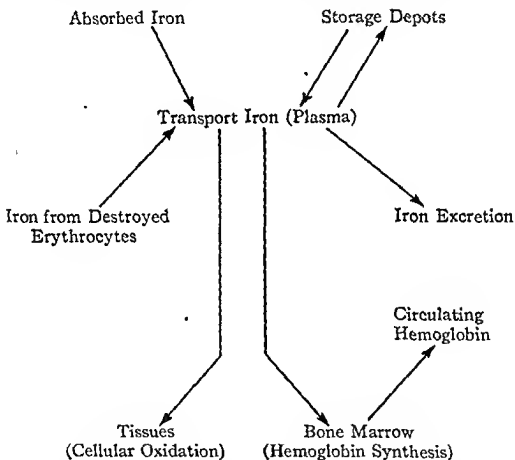 Absorbed Iron
Storage Depots
Transport Iron (Plasma)
Iron from Destroyed
Erythrocytes
Iron Excretion
Circulating
Hemoglobin
Tissues
(Cellular Oxidation)
Bone Marrow
(Hemoglobin Synthesis)